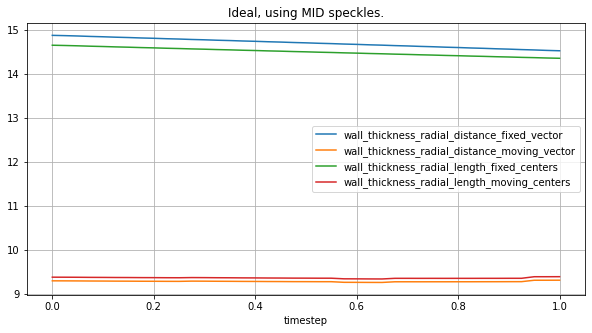 Ideal, using MID speckles.
15
14
13
12
11
10
9
wall_thickness_radial_distance_fixed_vector
wall_thickness_radial_distance_moving_vector
wall_thickness_radial_length_fixed_centers
wall_thickness_radial_length_moving_centers
0.0 0.2 0.4 0.6 0.8 1.0
timestep